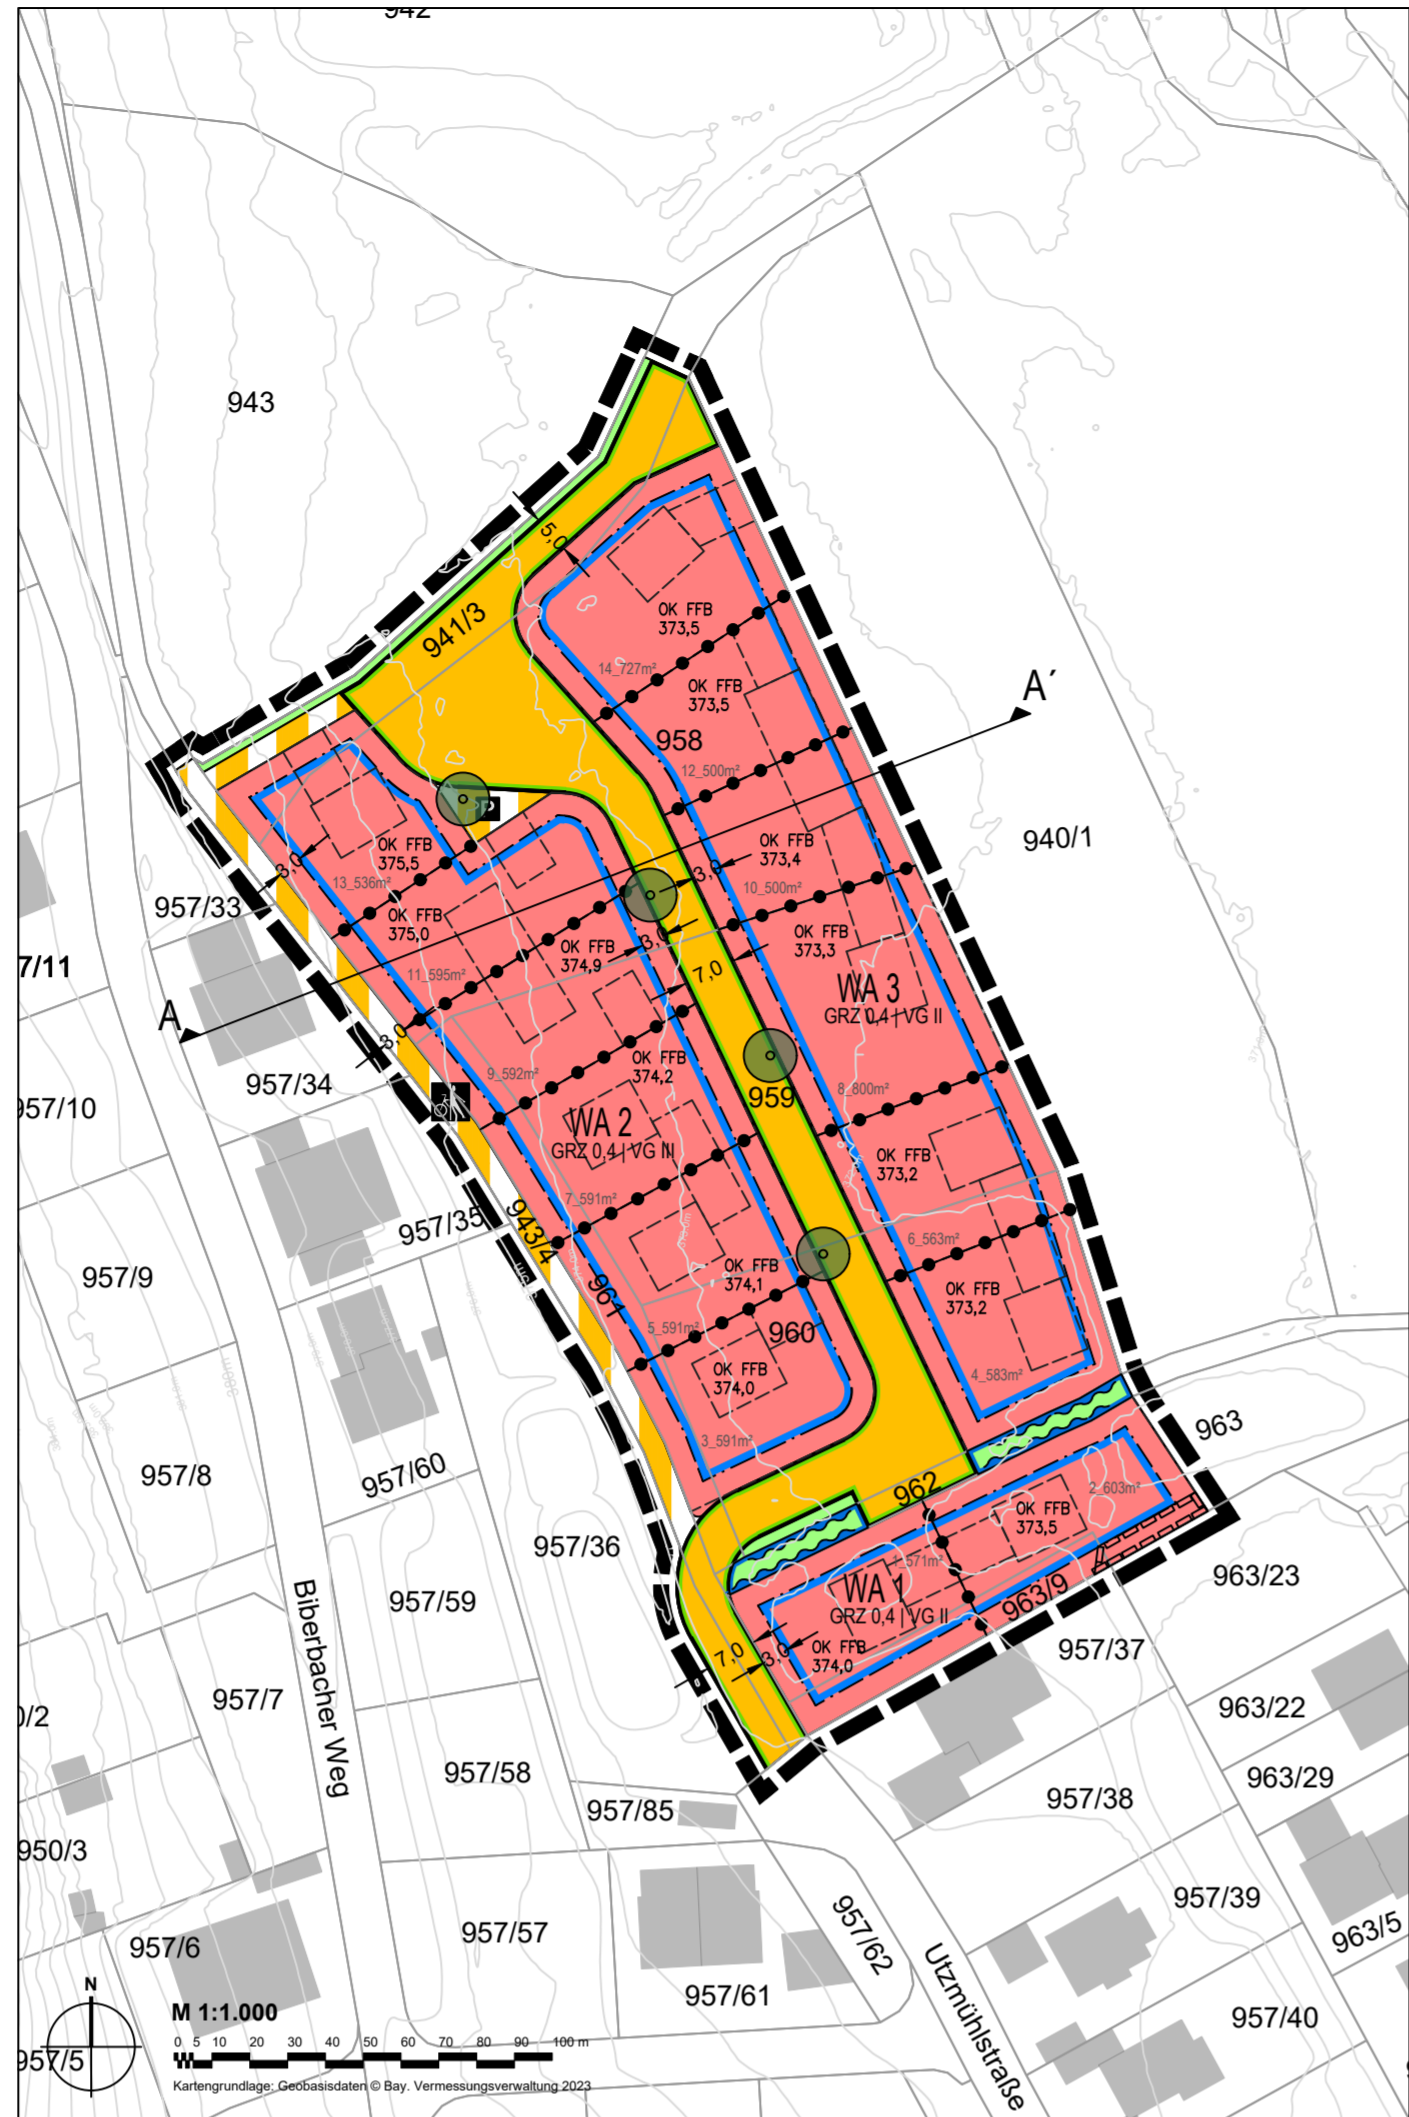 942
943
5,0
941/3
OK FFB
373,5
14_727m²
OK FFB
373,5
958
A´
12_500m²
940/1
OK FFB
373,4
OK FFB
375,5
3,0
13_536m²
3,0
10_500m²
957/33
OK FFB
375,0
OK FFB
373,3
7/11
OK FFB
374,9
3,0
11_595m²
7,0
WA 3
GRZ 0,4 | VG II
A
3,0
957/34
OK FFB
374,2
9_592m²
8_800m²
959
957/10
WA 2
GRZ 0,4 | VG III
OK FFB
373,2
7_591m²
957/35
943/4
6_563m²
957/9
OK FFB
374,1
961
OK FFB
373,2
5_591m²
960
OK FFB
374,0
4_583m²
963
3_591m²
957/8
957/60
962
2_603m²
OK FFB
373,5
957/36
1_571m²
963/23
WA 1
GRZ 0,4 | VG II
963/9
957/59
Biberbacher Weg
7,0
3,0
OK FFB
374,0
957/37
957/7
963/22
0/2
957/58
963/29
957/85
957/38
950/3
957/39
957/57
957/62
963/5
957/6
957/61
Utzmühlstraße
957/40
N
M 1:1.000
0 5 10 20 30 40 50 60 70 80 90 100 m
957/5
Kartengrundlage: Geobasisdaten © Bay. Vermessungsverwaltung 2023